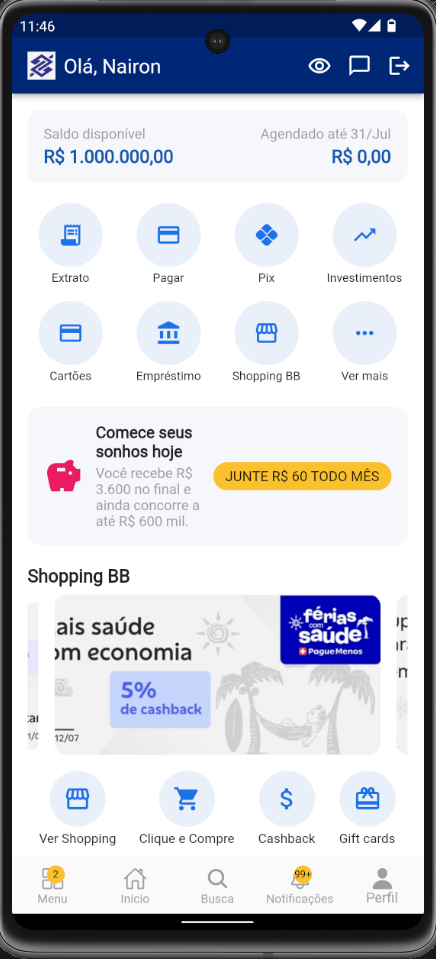 11:46
Olá, Nairon
Saldo disponível
Agendado até 31/Jul
R$ 1.000.000,00
R$ 0,00
Extrato
Pagar
Pix
Investimentos
Cartões
Empréstimo
Shopping BB
Ver mais
Comece seus
sonhos hoje
Você recebe R$
3.600 no final e
ainda concorre a
até R$ 600 mil.
JUNTE R$ 60 TODO MÊS
Shopping BB
ais saúde
om economia
5%
de cashback
12/07
férias
com
saúde
PagueMenos
Ver Shopping
Clique e Compre
Cashback
Gift cards
2
Menu
Início
Busca
99+
Notificações
Perfil